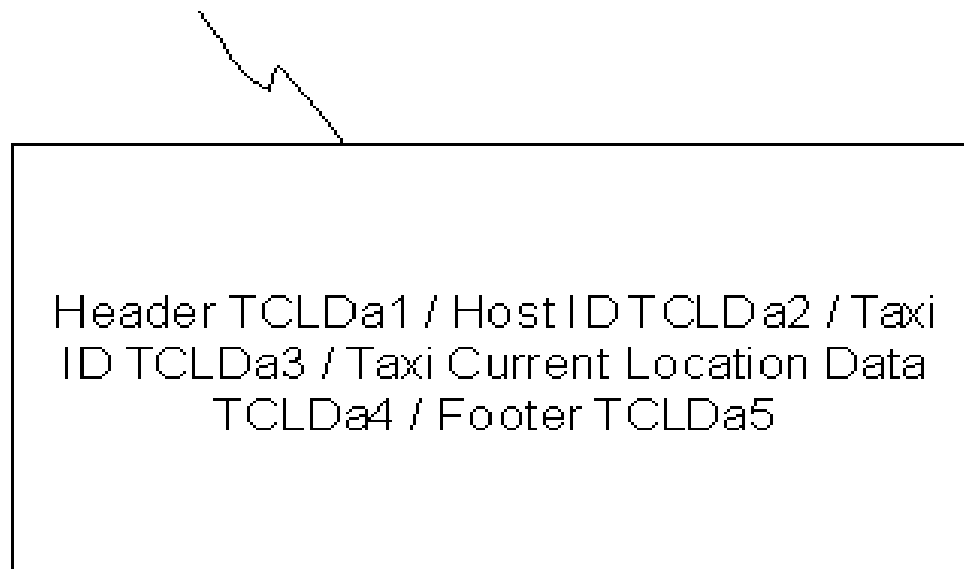 Header TCLDa1 / Host ID TCLDa2 / Taxi
ID TCLDa3 / Taxi Current Location Data
TCLDa4 / Footer TCLDa5